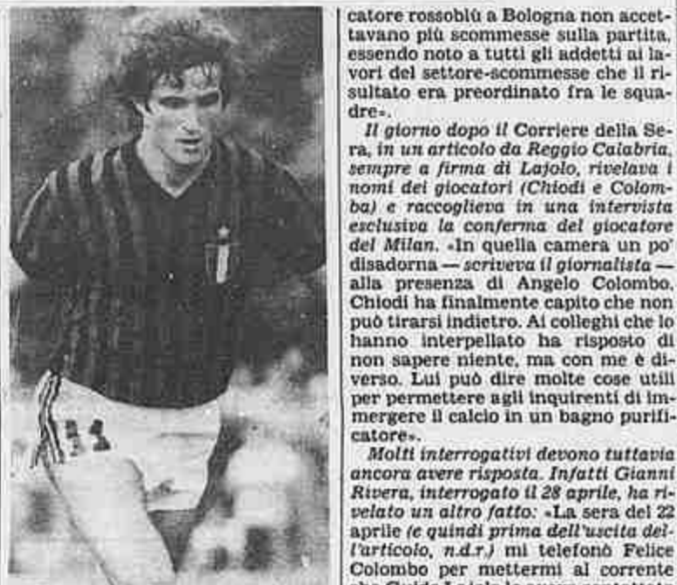 catore rossoblù a Bologna non accet-
tavano più scommesse sulla partita,
essendo noto a tutti gli addetti ai la-
vori del settore-scommesse che il ri-
sultato era preordinato fra le squa-
dre».
Il giorno dopo il Corriere della Se-
ra, in un articolo da Reggio Calabria,
sempre a firma di Lajolo, rivelava i
nomi dei giocatori (Chiodi e Colom-
ba) e raccoglieva in una intervista
esclusiva la conferma del giocatore
del Milan. «In quella camera un po'
disadorna — scriveva il giornalista —
alla presenza di Angelo Colombo,
Chiodi ha finalmente capito che non
può tirarsi indietro. Ai colleghi che lo
hanno interpellato ha risposto di
non sapere niente, ma con me è di-
verso. Lui può dire molte cose utili
per permettere agli inquirenti di im-
mergere il calcio in un bagno purifi-
catore».
Molti interrogativi devono tuttavia
ancora avere risposta. Infatti Gianni
Rivera, interrogato il 28 aprile, ha ri-
velato un altro fatto: «La sera del 22
aprile (e quindi prima dell'uscita del-
l'articolo, n.d.r.) mi telefonò Felice
Colombo per mettermi al corrente